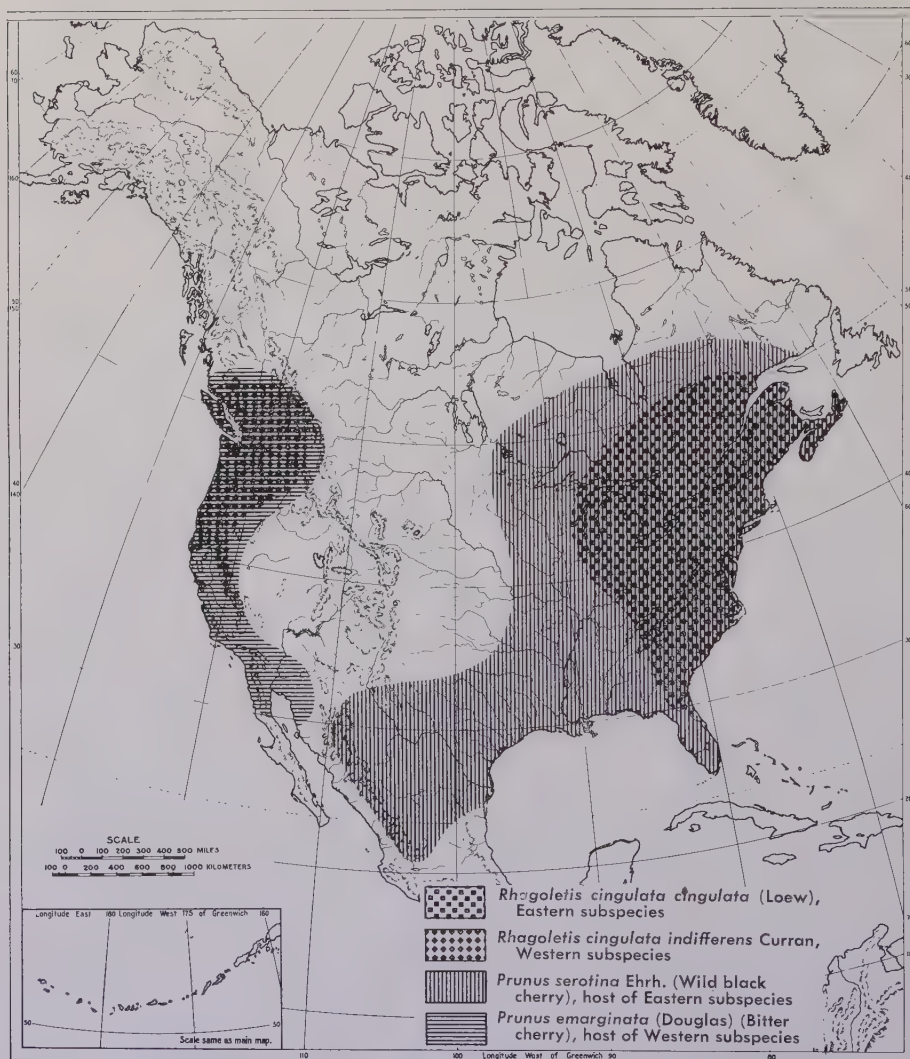 SCALE
100 0 100 200 300 400 500 MILES
100 0 200 400 600 800 1000 KILOMETERS
Longitude East 180 Longitude West 175 of Greenwich 160
50
50
Scale same as main map.
Rhagoletis cingulata cingulata (Loew),
Eastern subspecies
Rhagoletis cingulata indifferens Curran,
Western subspecies
Prunus serotina Ehrh. (Wild black
cherry), host of Eastern subspecies
Prunus emarginata (Douglas) (Bitter
cherry), host of Western subspecies
110 100 Longitude West of Greenwich 90 80